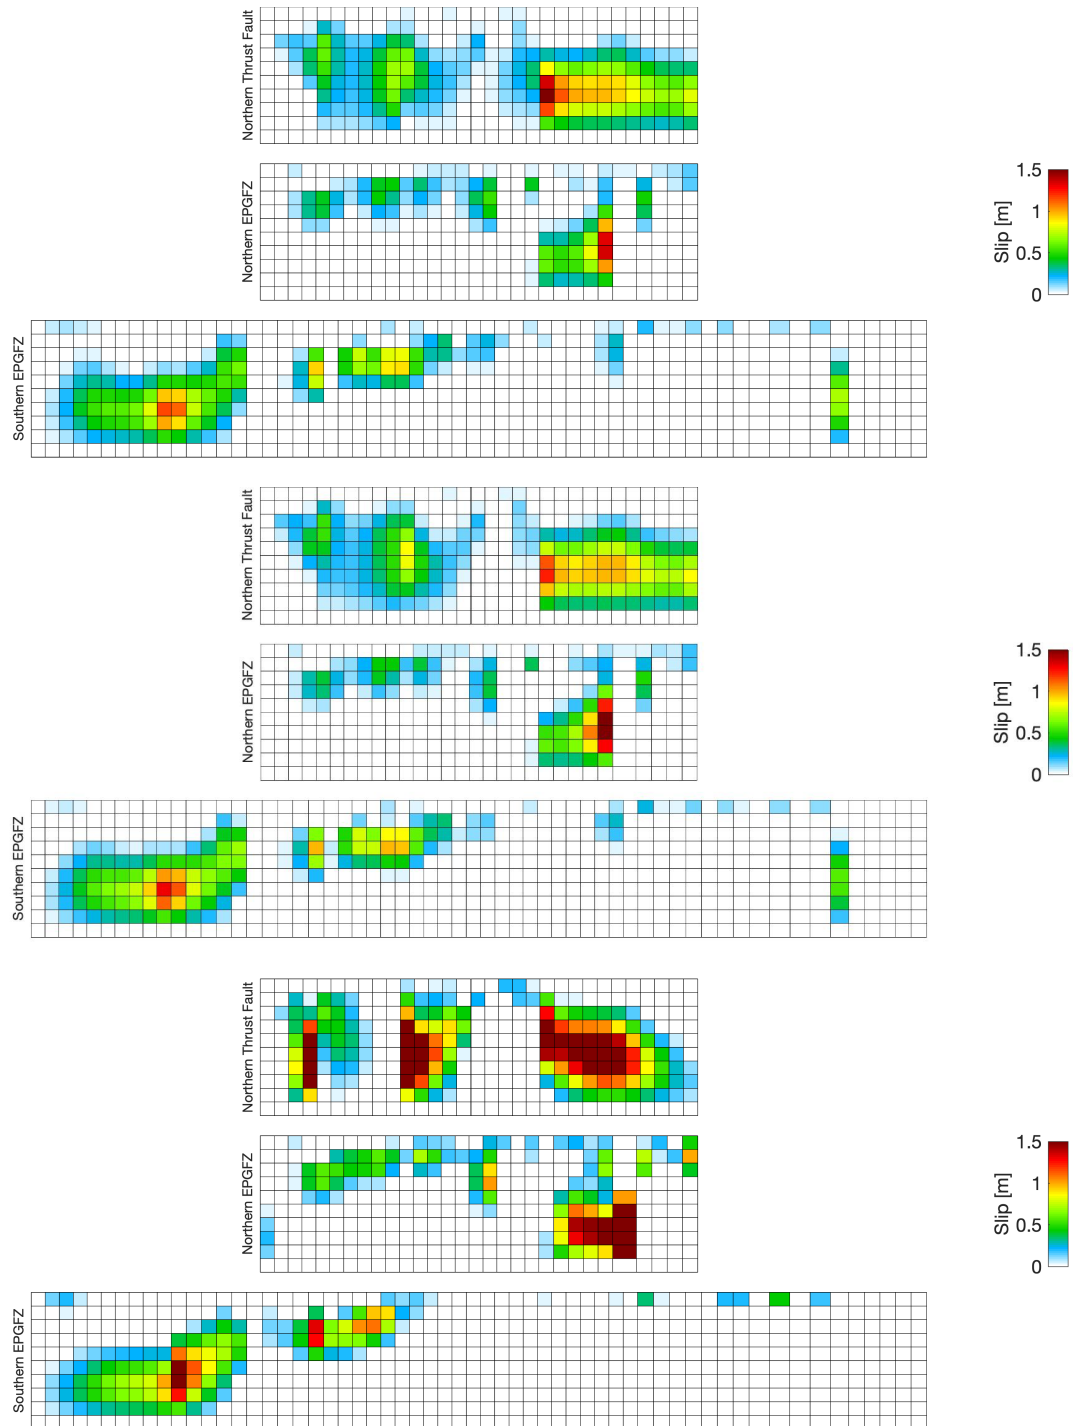 Northern Thrust Fault
Northern EPGFZ
Slip [m]
1.5
1
0.5
0
Southern EPGFZ
Northern Thrust Fault
Northern EPGFZ
Slip [m]
1.5
1
0.5
0
Southern EPGFZ
Northern Thrust Fault
Northern EPGFZ
Slip [m]
1.5
1
0.5
0
Southern EPGFZ